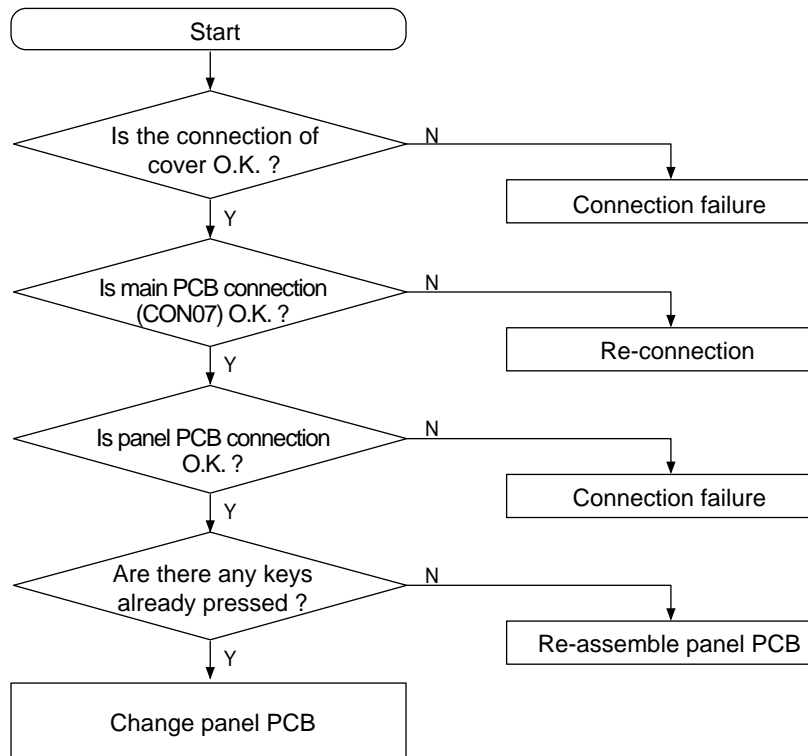 Start
Is the connection of
cover O.K. ?
N
Connection failure
Y
Is main PCB connection
(CON07) O.K. ?
N
Re-connection
Y
Is panel PCB connection
O.K. ?
N
Connection failure
Y
Are there any keys
already pressed ?
N
Re-assemble panel PCB
Y
Change panel PCB